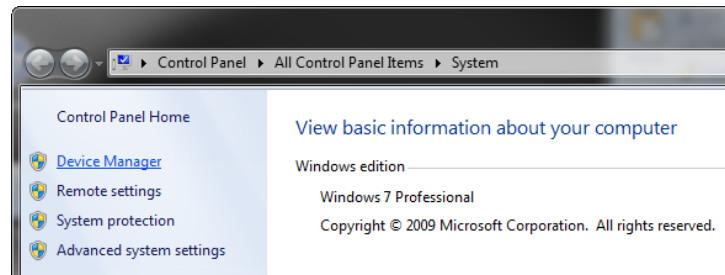 Control Panel ▸ All Control Panel Items ▸ System
Control Panel Home
Device Manager
Remote settings
System protection
Advanced system settings
View basic information about your computer
Windows edition
Windows 7 Professional
Copyright © 2009 Microsoft Corporation.  All rights reserved.